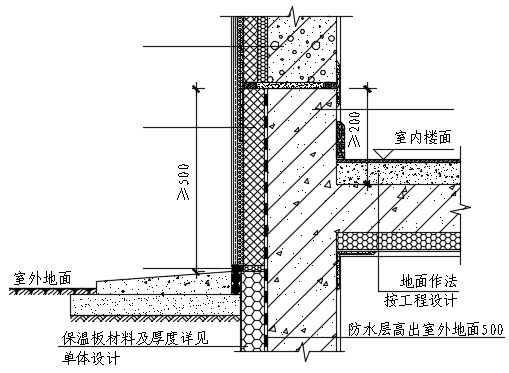 ≥200
室内楼面
≥500
室外地面
地面作法
按工程设计
保温板材料及厚度详见
单体设计
防水层高出室外地面500